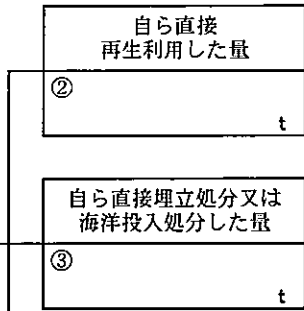 自ら直接
再生利用した量
②
t
自ら直接埋立処分又は
海洋投入処分した量
③
t